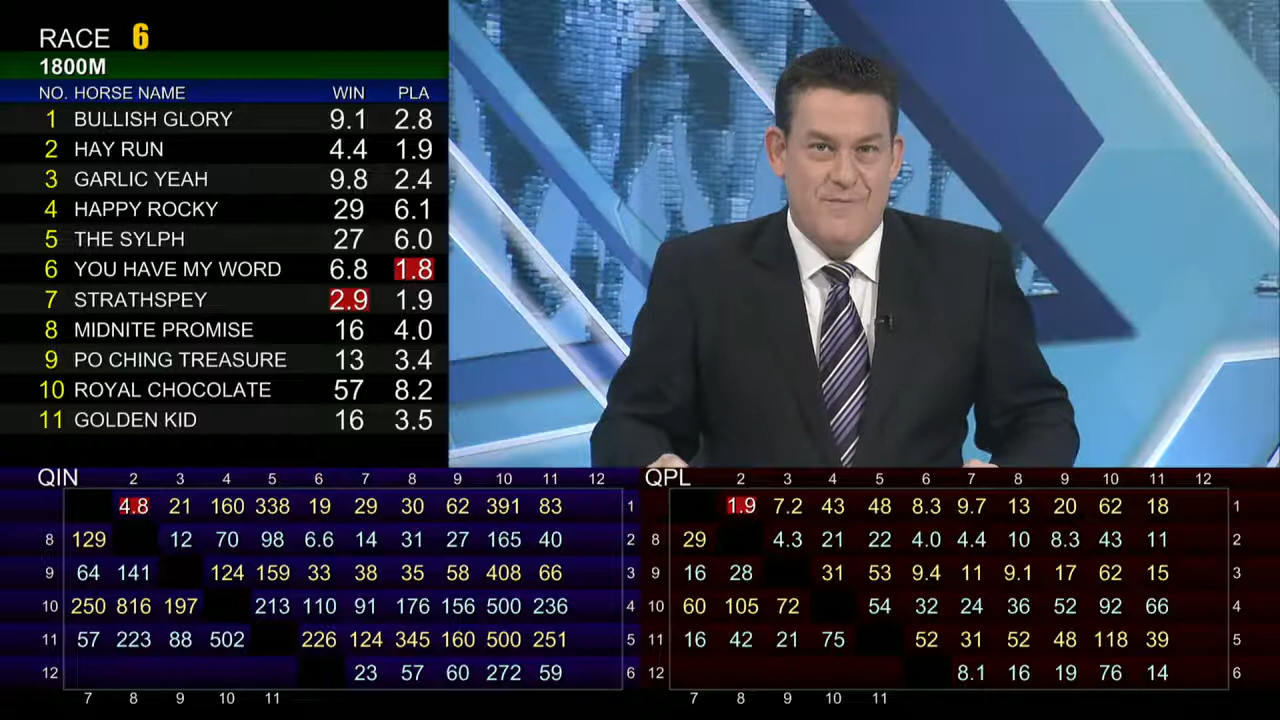 RACE 6
1800M
NO. HORSE NAME WIN PLA
1 BULLISH GLORY 9.1 2.8
2 HAY RUN 4.4 1.9
3 GARLIC YEAH 9.8 2.4
4 HAPPY ROCKY 29 6.1
5 THE SYLPH 27 6.0
6 YOU HAVE MY WORD 6.8 1.8
7 STRATHSPEY 2.9 1.9
8 MIDNITE PROMISE 16 4.0
9 PO CHING TREASURE 13 3.4
10 ROYAL CHOCOLATE 57 8.2
11 GOLDEN KID 16 3.5
QIN 2 3 4 5 6 7 8 9 10 11 12
4.8 21 160 338 19 29 30 62 391 83 1
8 129 12 70 98 6.6 14 31 27 165 40 2
9 64 141 124 159 33 38 35 58 408 66 3
10 250 816 197 213 110 91 176 156 500 236 4
11 57 223 88 502 226 124 345 160 500 251 5
12 23 57 60 272 59 6
7 8 9 10 11
QPL 2 3 4 5 6 7 8 9 10 11 12
1.9 7.2 43 48 8.3 9.7 13 20 62 18 1
8 29 4.3 21 22 4.0 4.4 10 8.3 43 11 2
9 16 28 31 53 9.4 11 9.1 17 62 15 3
10 60 105 72 54 32 24 36 52 92 66 4
11 16 42 21 75 52 31 52 48 118 39 5
12 8.1 16 19 76 14 6
7 8 9 10 11